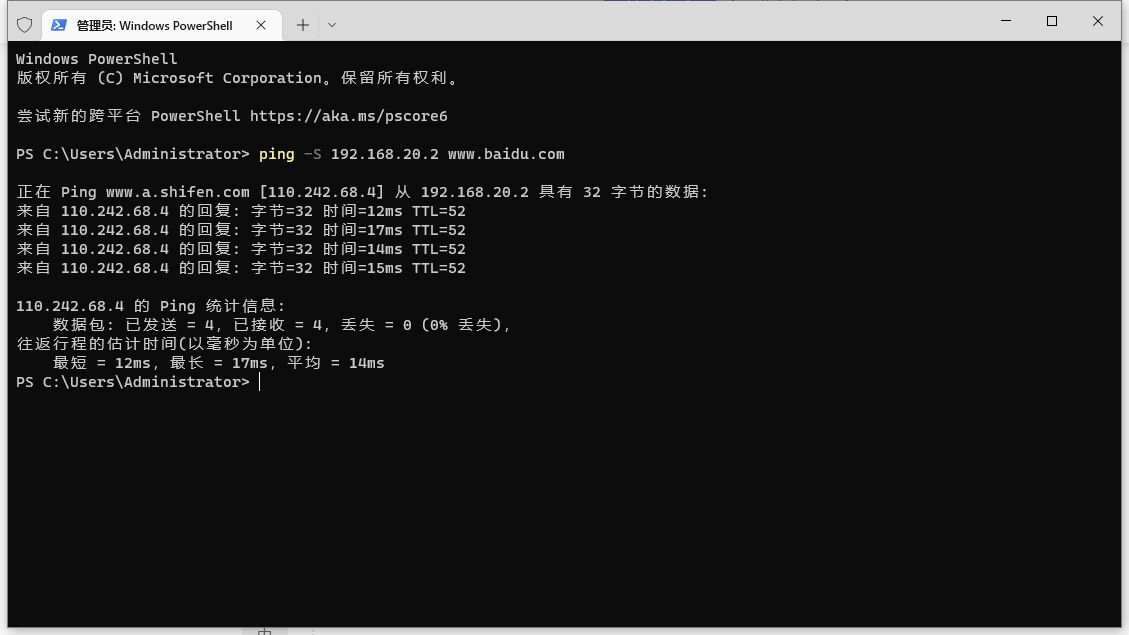 管理员: Windows PowerShell
Windows PowerShell
版权所有 (C) Microsoft Corporation。保留所有权利。
尝试新的跨平台 PowerShell https://aka.ms/pscore6
PS C:\Users\Administrator> ping -S 192.168.20.2 www.baidu.com
正在 Ping www.a.shifen.com [110.242.68.4] 从 192.168.20.2 具有 32 字节的数据:
来自 110.242.68.4 的回复: 字节=32 时间=12ms TTL=52
来自 110.242.68.4 的回复: 字节=32 时间=17ms TTL=52
来自 110.242.68.4 的回复: 字节=32 时间=14ms TTL=52
来自 110.242.68.4 的回复: 字节=32 时间=15ms TTL=52
110.242.68.4 的 Ping 统计信息:
数据包: 已发送 = 4, 已接收 = 4, 丢失 = 0 (0% 丢失),
往返行程的估计时间(以毫秒为单位):
最短 = 12ms, 最长 = 17ms, 平均 = 14ms
PS C:\Users\Administrator>